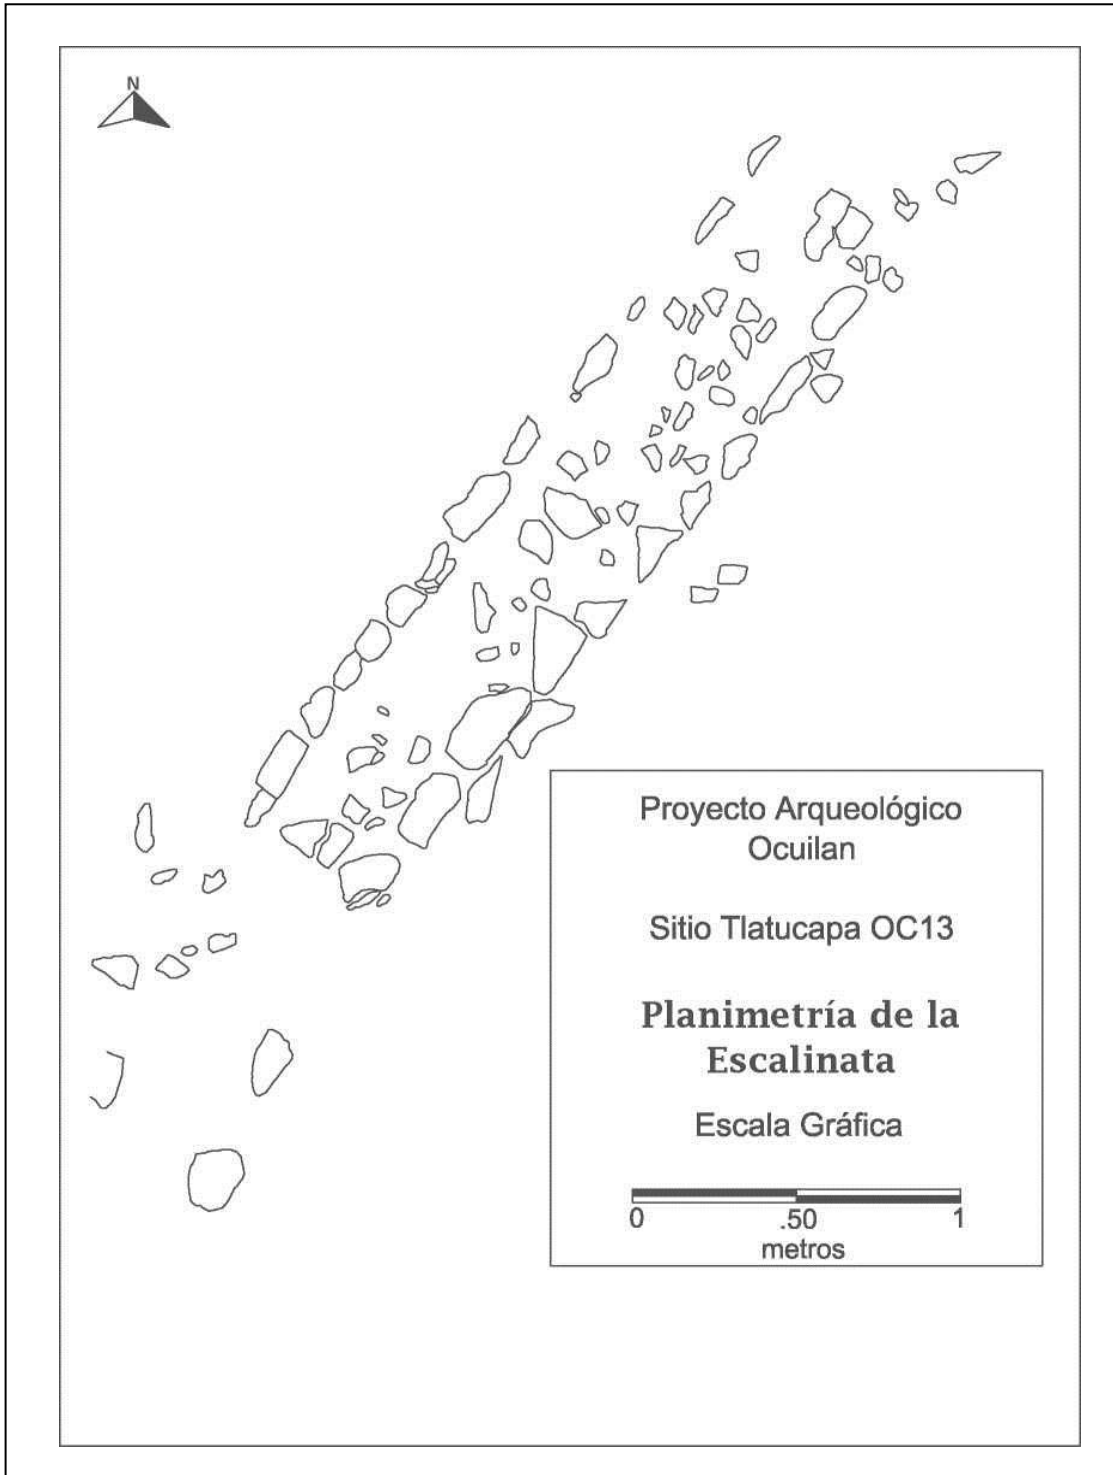 N
Proyecto Arqueológico
Ocuilan
Sitio Tlatucapa OC13
Planimetría de la
Escalinata
Escala Gráfica
0 .50 1
metros